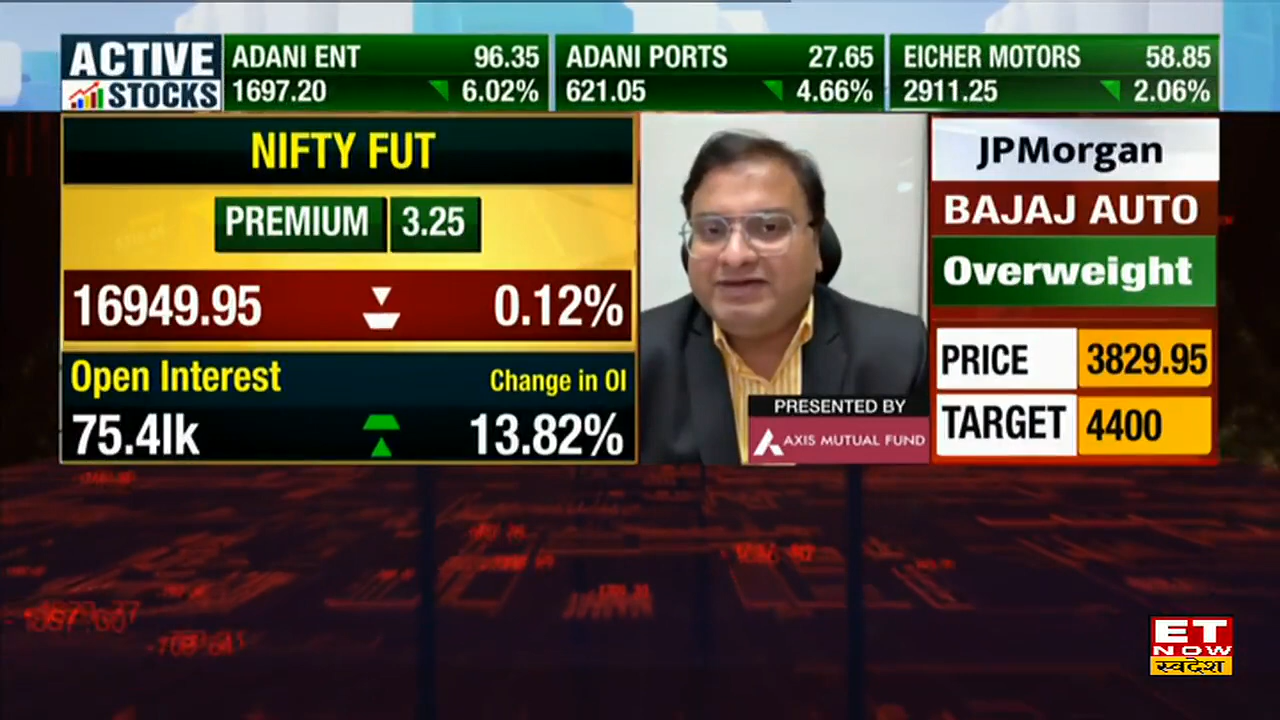 ACTIVE
STOCKS
ADANI ENT 96.35
1697.20 6.02%
ADANI PORTS 27.65
621.05 4.66%
EICHER MOTORS 58.85
2911.25 2.06%
NIFTY FUT
PREMIUM 3.25
16949.95 0.12%
Open Interest Change in OI
75.4lk 13.82%
PRESENTED BY
AXIS MUTUAL FUND
JPMorgan
BAJAJ AUTO
Overweight
PRICE 3829.95
TARGET 4400
ET
NOW
स्वदेश